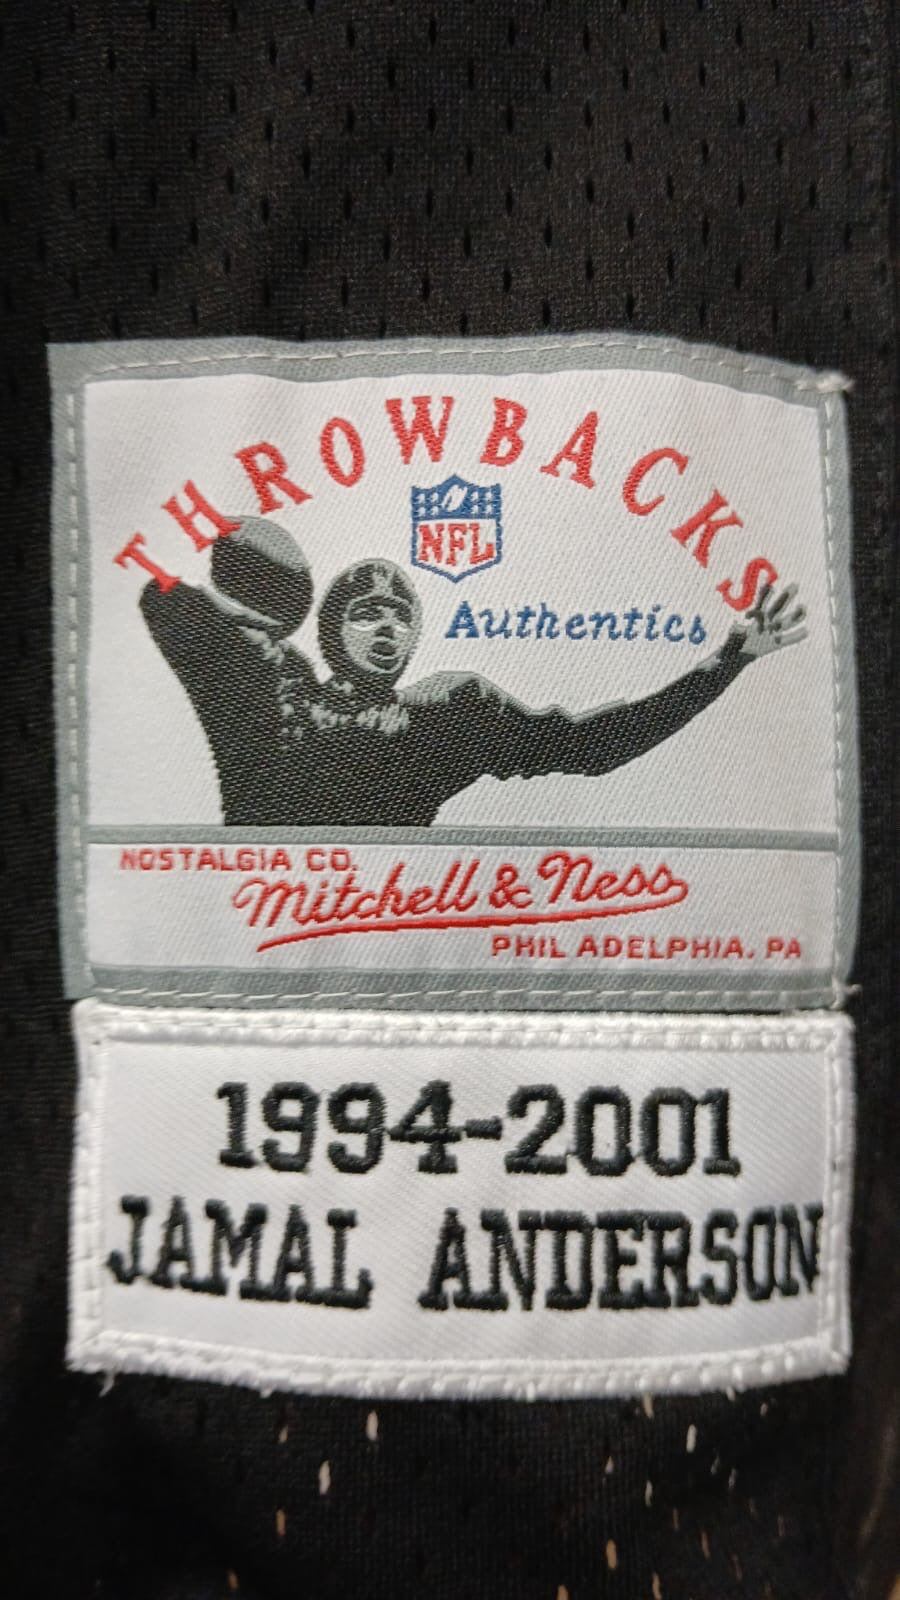 THROWBACKS
NFL
Authentics
NOSTALGIA CO.
Mitchell & Ness
PHILADELPHIA, PA
1994-2001
JAMAL ANDERSON